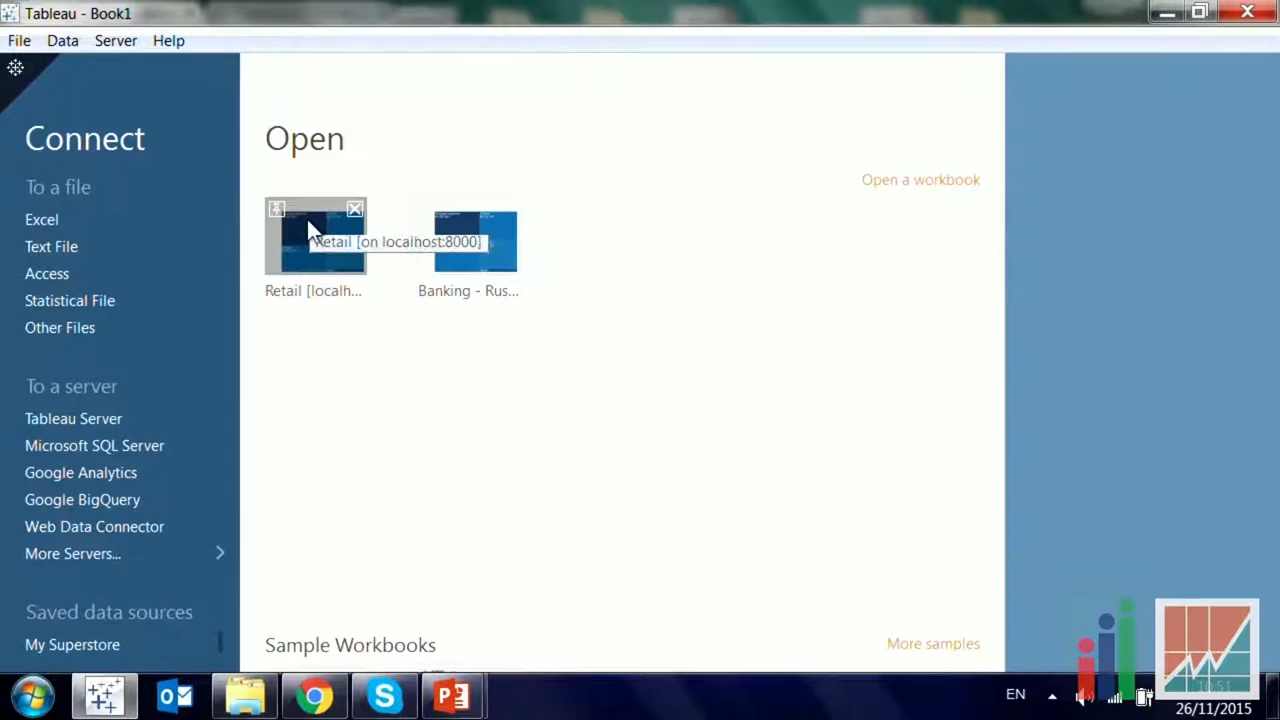 Tableau - Book1
File Data Server Help
Connect
To a file
Excel
Text File
Access
Statistical File
Other Files
To a server
Tableau Server
Microsoft SQL Server
Google Analytics
Google BigQuery
Web Data Connector
More Servers...
Saved data sources
My Superstore
Open
Open a workbook
Retail [on localhost:8000]
Retail [localh...
Banking - Rus...
Sample Workbooks
More samples
EN
10:51
26/11/2015